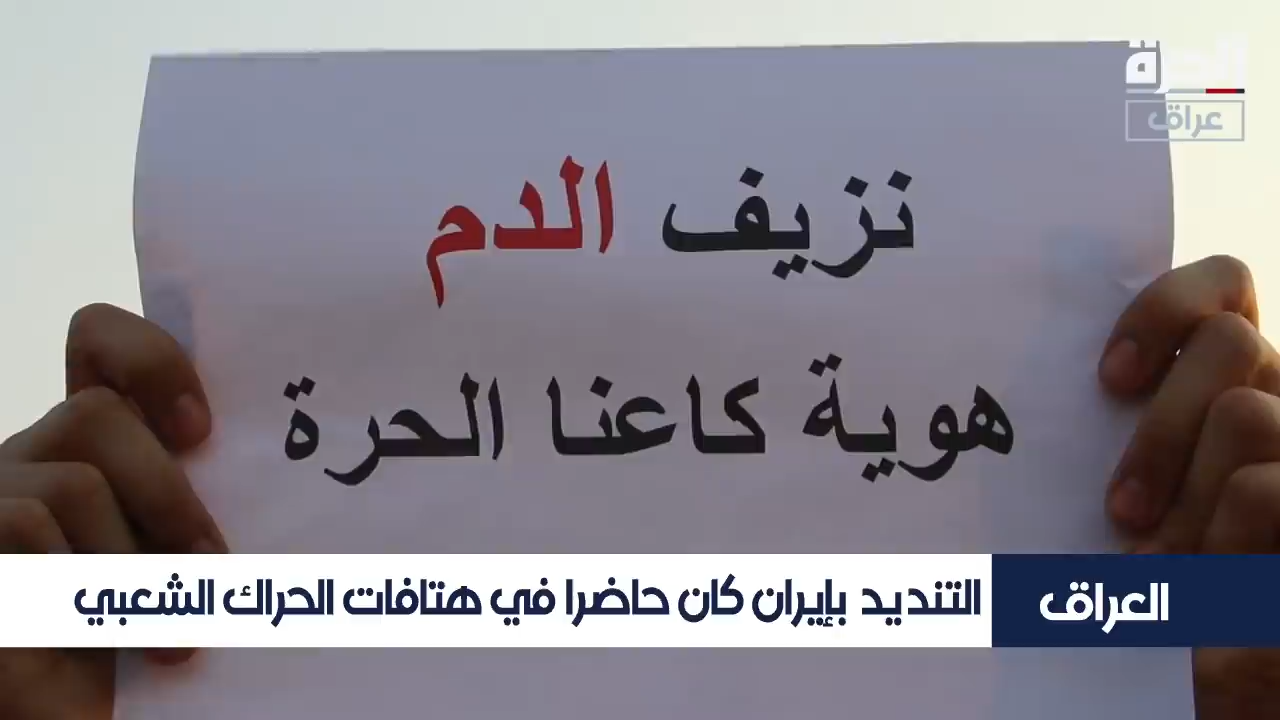 الحرة
عراق
نزيف الدم
هوية كاعنا الحرة
العراق
التنديد بإيران كان حاضرا في هتافات الحراك الشعبي